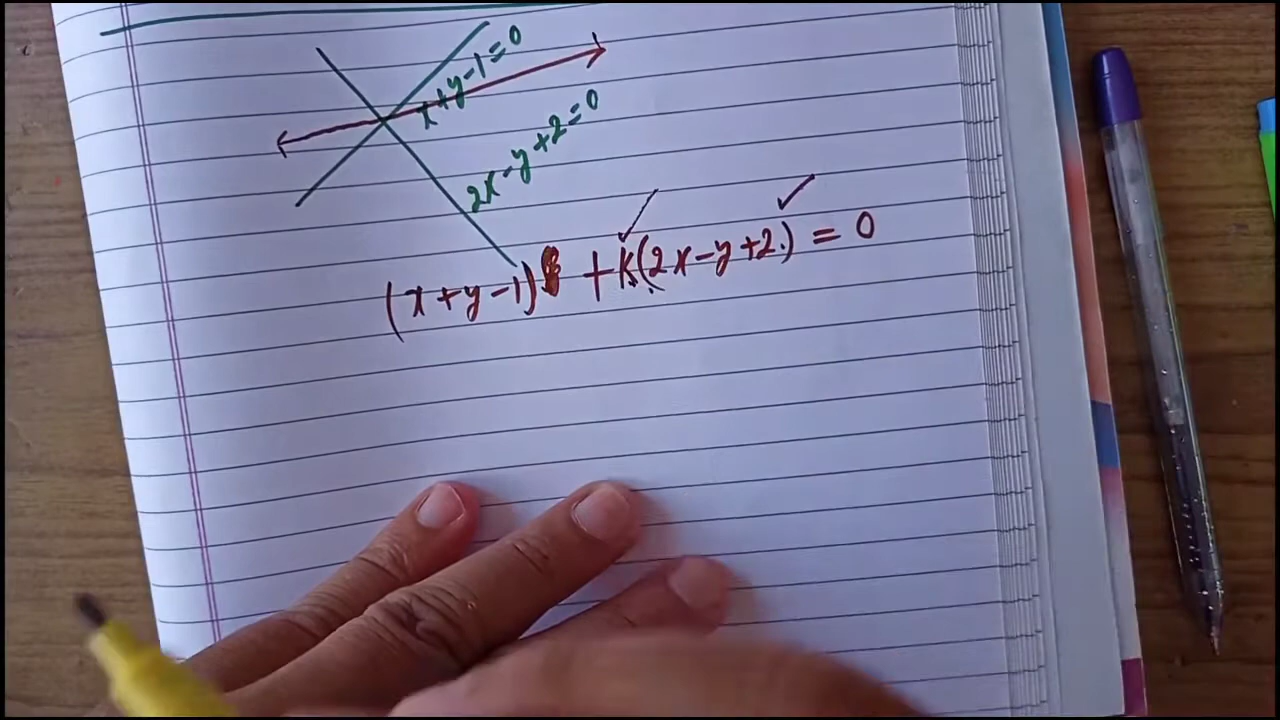 x+y-1=0
2x-y+2=0
(x+y-1) +k(2x-y+2) = 0